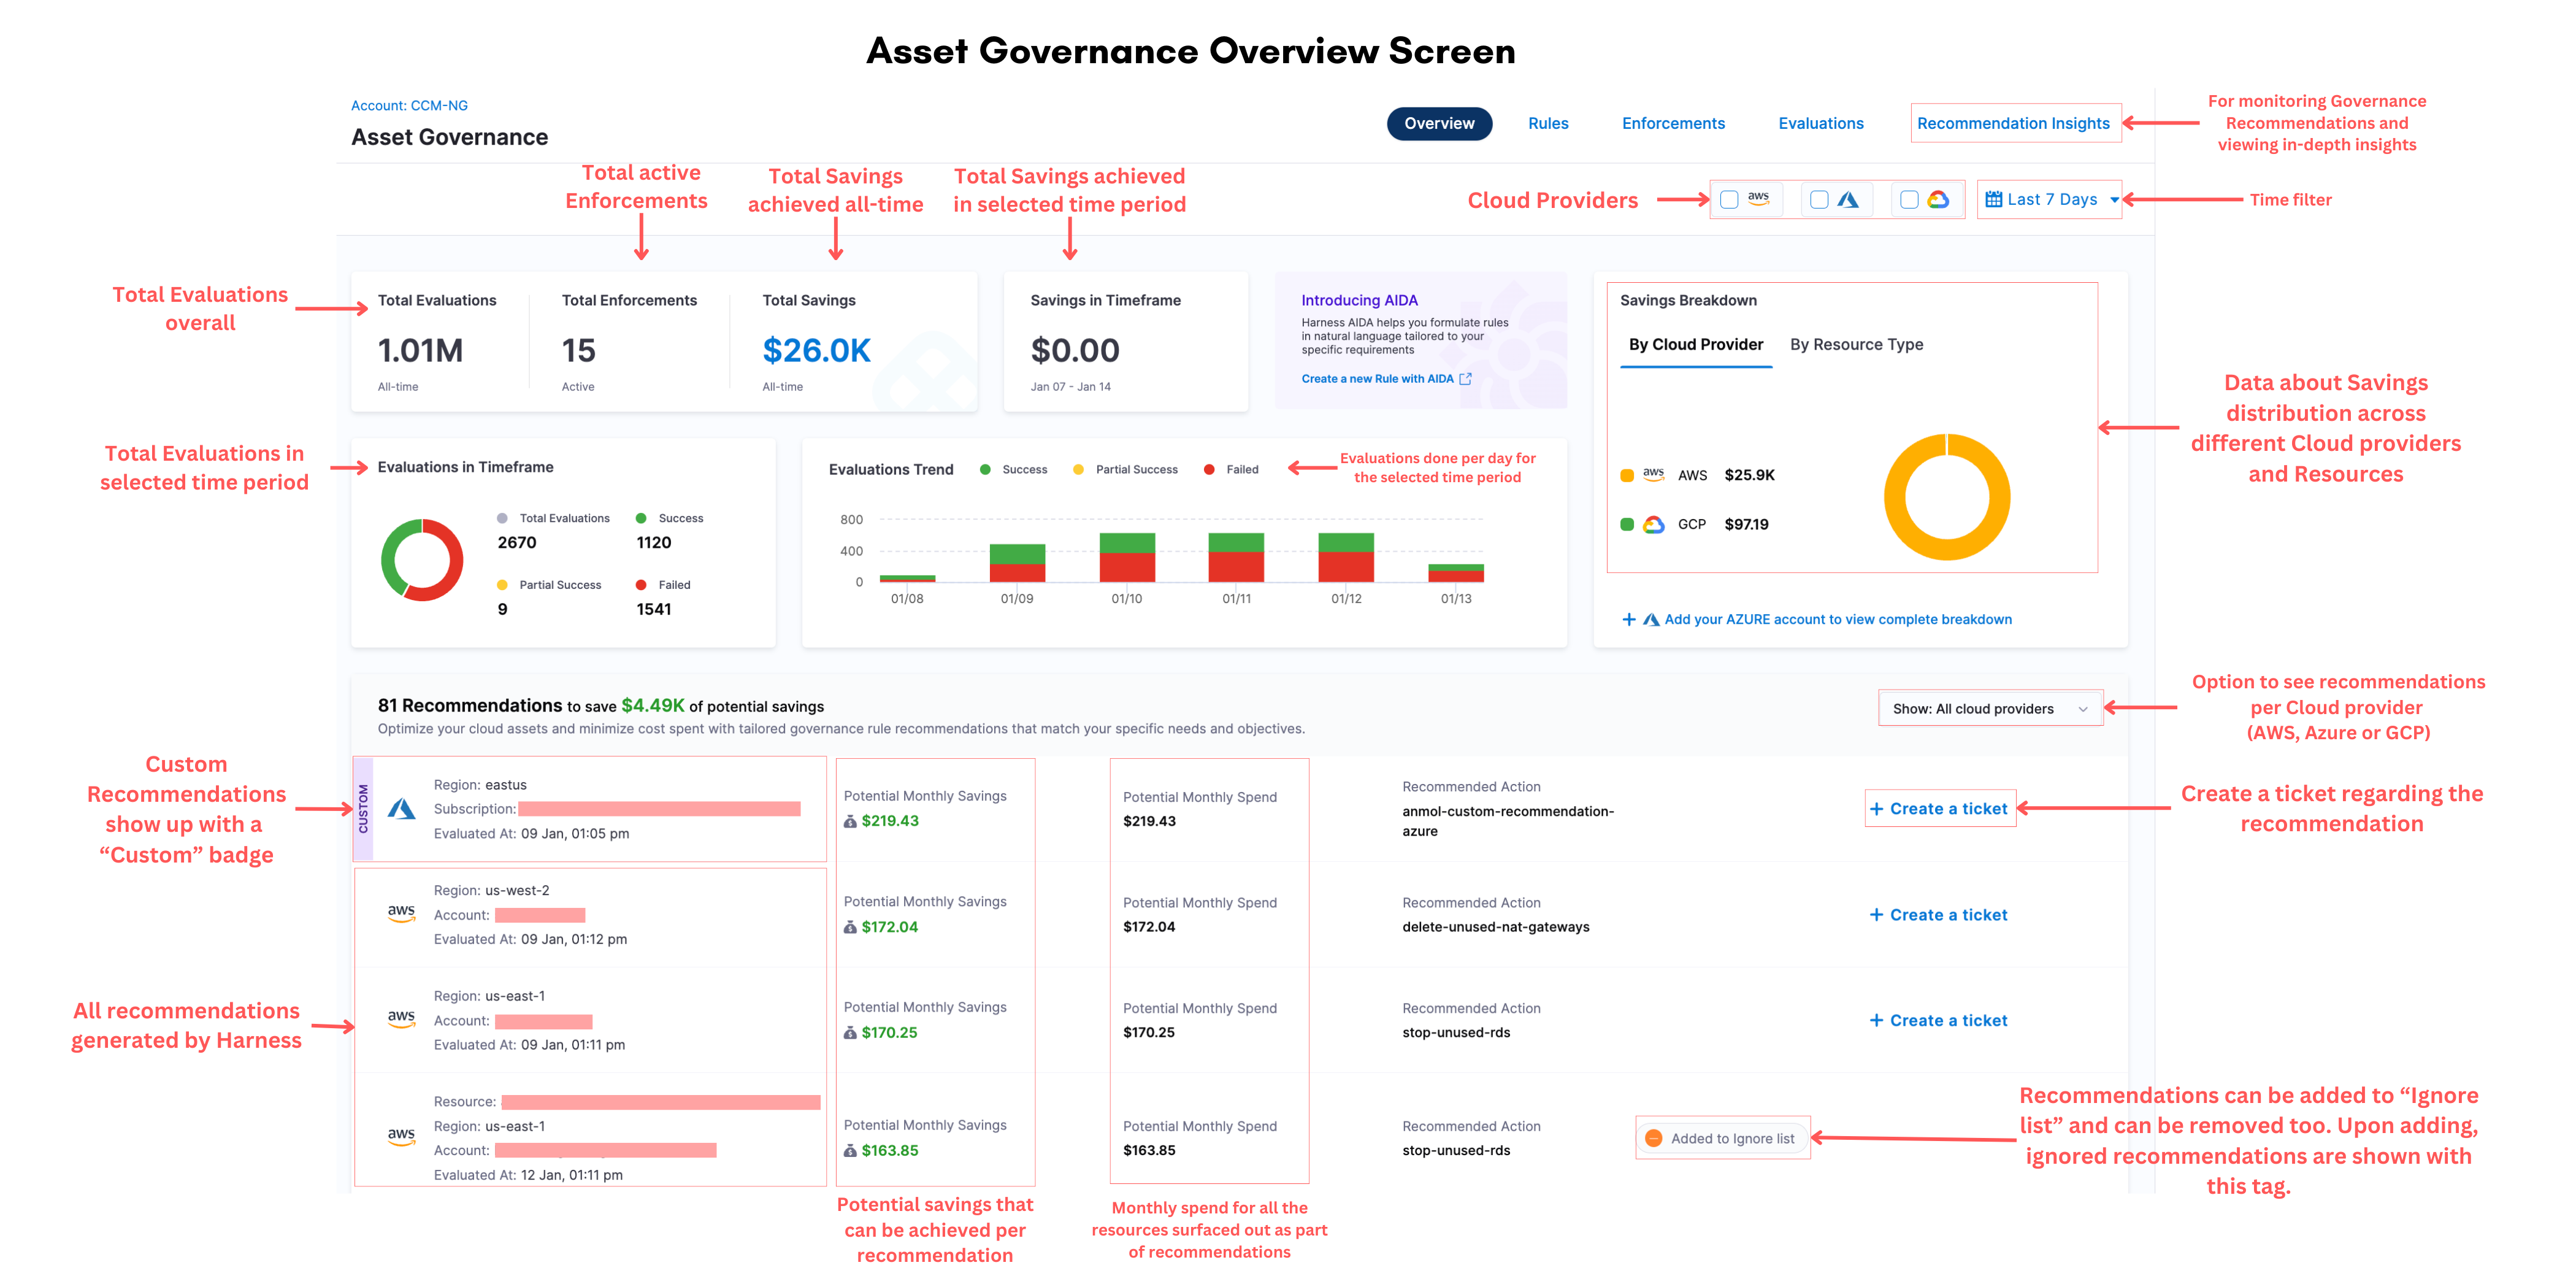 Asset Governance Overview Screen
Account: CCM-NG
Asset Governance
Overview
Rules
Enforcements
Evaluations
Recommendation Insights
For monitoring Governance
Recommendations and
viewing in-depth insights
Total active
Enforcements
Total Savings
achieved all-time
Total Savings achieved
in selected time period
Cloud Providers
aws
Last 7 Days
Time filter
Total Evaluations
overall
Total Evaluations
1.01M
All-time
Total Enforcements
15
Active
Total Savings
$26.0K
All-time
Savings in Timeframe
$0.00
Jan 07 - Jan 14
Introducing AIDA
Harness AIDA helps you formulate rules
in natural language tailored to your
specific requirements
Create a new Rule with AIDA
Savings Breakdown
By Cloud Provider
By Resource Type
aws AWS $25.9K
GCP $97.19
Add your AZURE account to view complete breakdown
Data about Savings
distribution across
different Cloud providers
and Resources
Total Evaluations in
selected time period
Evaluations in Timeframe
Total Evaluations
2670
Success
1120
Partial Success
9
Failed
1541
Evaluations Trend
Success
Partial Success
Failed
Evaluations done per day for
the selected time period
800
400
0
01/08
01/09
01/10
01/11
01/12
01/13
81 Recommendations to save $4.49K of potential savings
Optimize your cloud assets and minimize cost spent with tailored governance rule recommendations that match your specific needs and objectives.
Show: All cloud providers
Option to see recommendations
per Cloud provider
(AWS, Azure or GCP)
Custom
Recommendations
show up with a
“Custom” badge
CUSTOM
Region: eastus
Subscription:
Evaluated At: 09 Jan, 01:05 pm
Potential Monthly Savings
$219.43
Potential Monthly Spend
$219.43
Recommended Action
anmol-custom-recommendation-
azure
+ Create a ticket
Create a ticket regarding the
recommendation
aws
Region: us-west-2
Account:
Evaluated At: 09 Jan, 01:12 pm
Potential Monthly Savings
$172.04
Potential Monthly Spend
$172.04
Recommended Action
delete-unused-nat-gateways
+ Create a ticket
All recommendations
generated by Harness
aws
Region: us-east-1
Account:
Evaluated At: 09 Jan, 01:11 pm
Potential Monthly Savings
$170.25
Potential Monthly Spend
$170.25
Recommended Action
stop-unused-rds
+ Create a ticket
aws
Resource:
Region: us-east-1
Account:
Evaluated At: 12 Jan, 01:11 pm
Potential Monthly Savings
$163.85
Potential Monthly Spend
$163.85
Recommended Action
stop-unused-rds
Added to Ignore list
Recommendations can be added to “Ignore
list” and can be removed too. Upon adding,
ignored recommendations are shown with
this tag.
Potential savings that
can be achieved per
recommendation
Monthly spend for all the
resources surfaced out as part
of recommendations